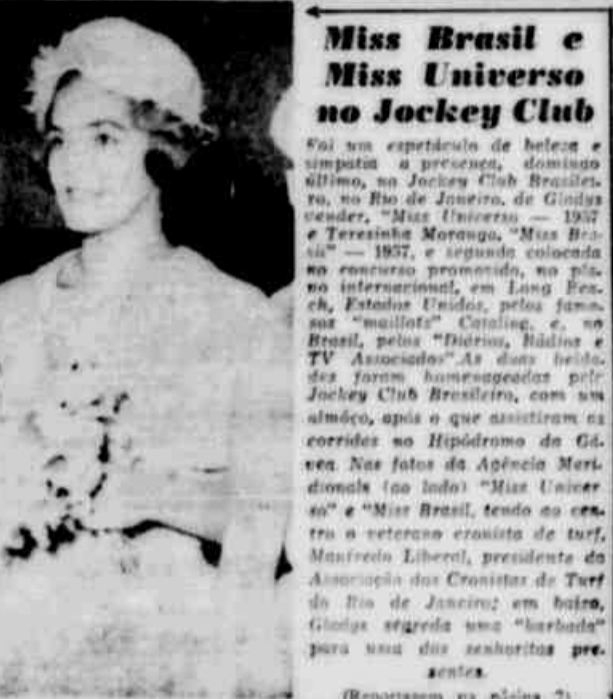 Miss Brasil e
Miss Universo
no Jockey Club
Foi um espetáculo de beleza e
simpatia a presença, domingo
último, no Jockey Club Brasilei-
ro, no Rio de Janeiro, de Gladys
zender, "Miss Universo — 1957
e Teresinha Morango, "Miss Bra-
sil" — 1957, e segunda colocada
no concurso promovido, no pla-
no internacional, em Long Bea-
ch, Estados Unidos, pelos famo-
sos "maillots" Catalina, e, no
Brasil, pelos "Diários, Rádios e
TV Associados". As duas belda-
des foram homenageadas pelo
Jockey Club Brasileiro, com um
almôço, após o que assistiram as
corridas no Hipódromo da Gá-
vea. Nas fotos da Agência Meri-
dional: (ao lado) "Miss Univer
so" e "Miss Brasil, tendo ao cen-
tro o veterano cronista de turf,
Manfredo Liberal, presidente da
Associação dos Cronistas de Turf
do Rio de Janeiro; em baixo,
Gladys segreda uma "barbada"
para uma das senhoritas pre-
sentes.
(Reportagem na página 7).